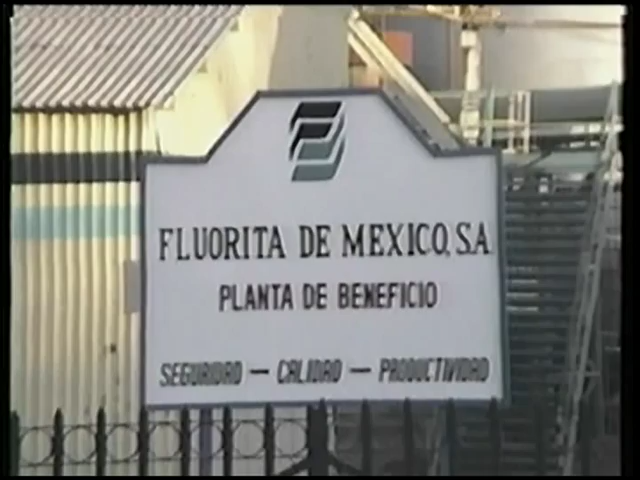 FLUORITA DE MEXICO, S.A.
PLANTA DE BENEFICIO
SEGURIDAD — CALIDAD — PRODUCTIVIDAD